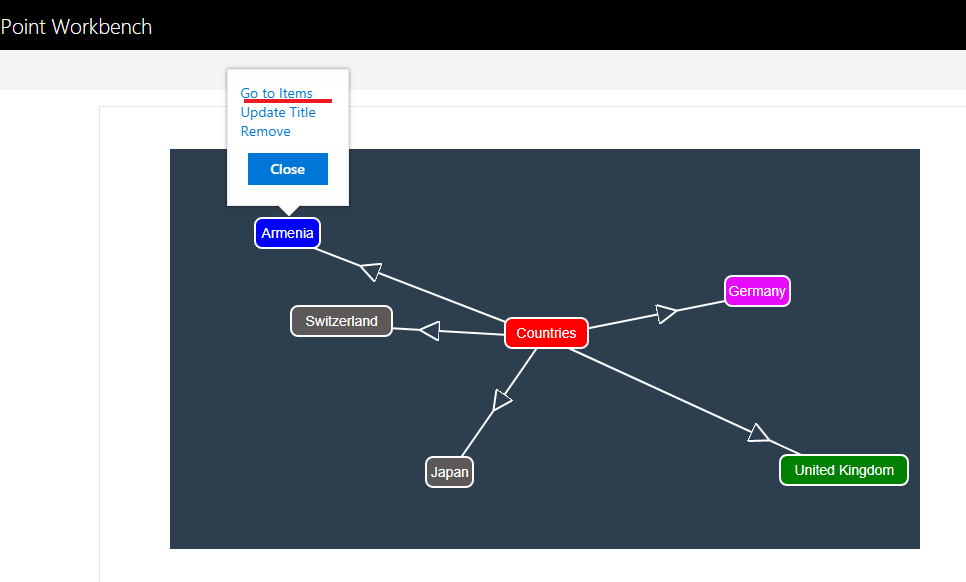 Point Workbench
Go to Items
Update Title
Remove
Close
Armenia
Germany
Switzerland
Countries
Japan
United Kingdom